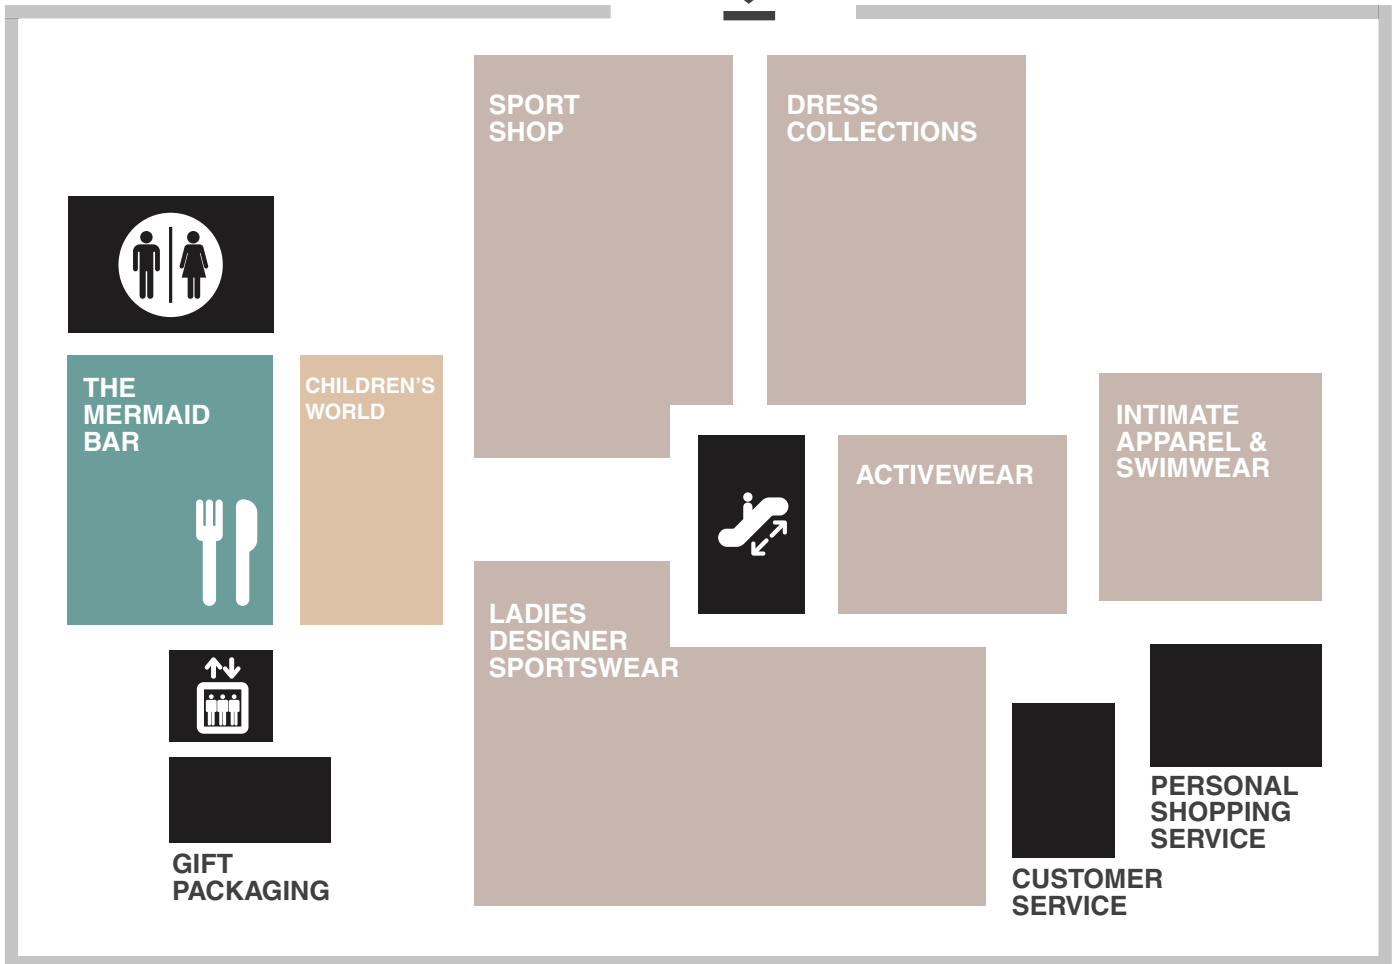 SPORT
SHOP
DRESS
COLLECTIONS
THE
MERMAID
BAR
CHILDREN'S
WORLD
INTIMATE
APPAREL &
SWIMWEAR
ACTIVEWEAR
LADIES
DESIGNER
SPORTSWEAR
PERSONAL
SHOPPING
SERVICE
GIFT
PACKAGING
CUSTOMER
SERVICE